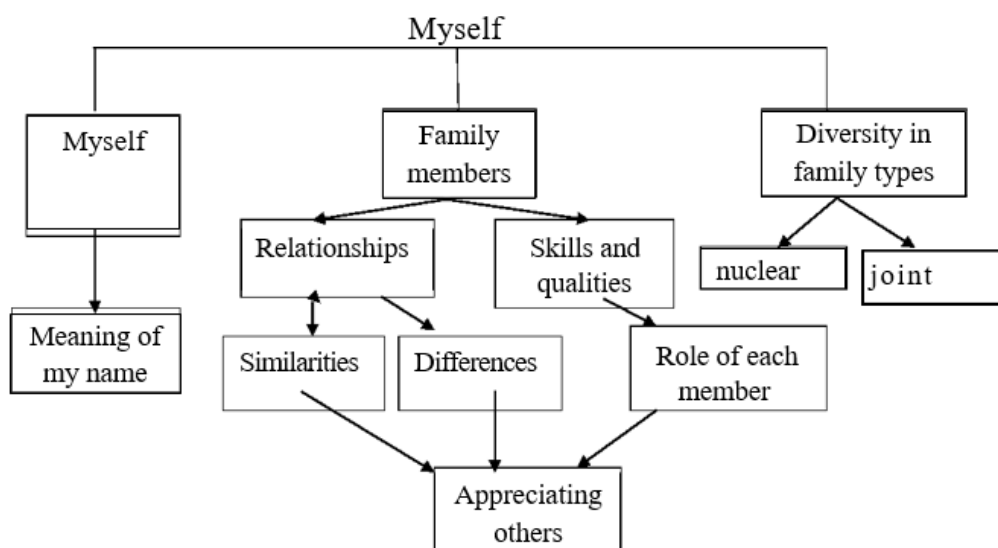 Myself
Myself
Family
members
Diversity in
family types
Relationships
Skills and
qualities
nuclear
joint
Meaning of
my name
Similarities
Differences
Role of each
member
Appreciating
others